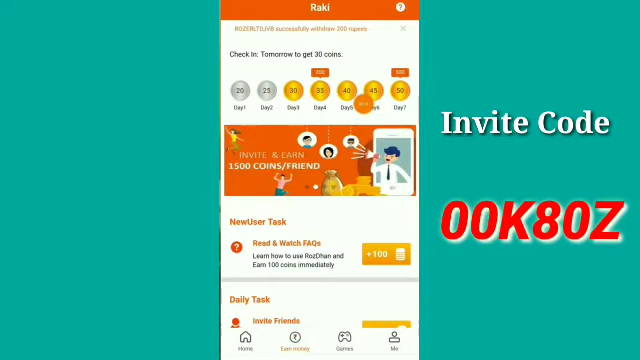 Raki
?
ROZERLTOJVB successfully withdraw 200 rupees
Check In: Tomorrow to get 30 coins.
200
500
20 25 30 35 40 45 50
Day1 Day2 Day3 Day4 Day5 Day7
INVITE & EARN
1500 COINS/FRIEND
NewUser Task
Read & Watch FAQs
Learn how to use RozDhan and
Earn 100 coins immediately
+100
Daily Task
Invite Friends
Home Earn money Games Me
Invite Code
00K80Z